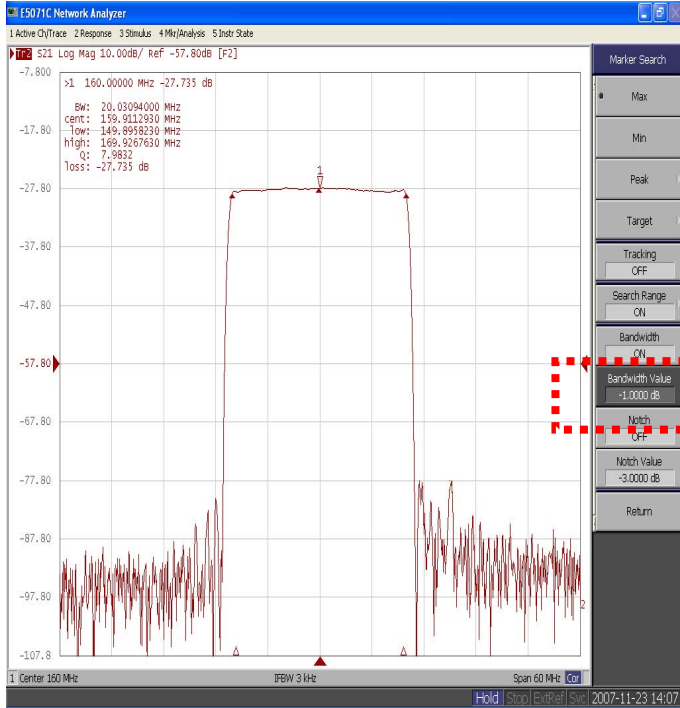 E5071C Network Analyzer
1 Active Ch/Trace 2 Response 3 Stimulus 4 Mkr/Analysis 5 Instr State
Tr2 S21 Log Mag 10.00dB/ Ref -57.80dB [F2]
-7.800
>1 160.00000 MHz -27.735 dB
BW: 20.03094000 MHz
cent: 159.9112930 MHz
low: 149.8958230 MHz
high: 169.9267630 MHz
Q: 7.9832
loss: -27.735 dB
-17.80
1
-27.80
-37.80
-47.80
-57.80
-67.80
-77.80
-87.80
-97.80
2
-107.8
Marker Search
Max
Min
Peak
Target
Tracking
OFF
Search Range
ON
Bandwidth
ON
Bandwidth Value
-1.0000 dB
Notch
OFF
Notch Value
-3.0000 dB
Return
1 Center 160 MHz IFBW 3 kHz Span 60 MHz Cor
Hold Stop ExtRef Svc 2007-11-23 14:07